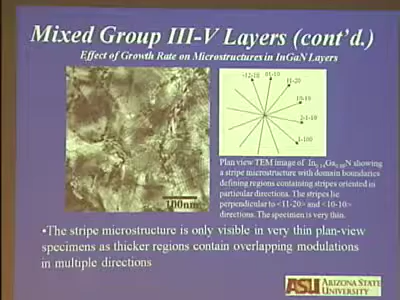 Mixed Group III-V Layers (cont'd.)
Effect of Growth Rate on Microstructures in InGaN Layers
-12-10
01-10
11-20
10-10
2-1-10
1-100
100nm
Plan view TEM image of showing
a stripe microstructure with domain boundaries
defining regions containing stripes oriented in
particular directions. The stripes lie
perpendicular to <11-20> and <10-10>
directions. The specimen is very thin.
•The stripe microstructure is only visible in very thin plan-view
specimens as thicker regions contain overlapping modulations
in multiple directions
ASU ARIZONA STATE
UNIVERSITY